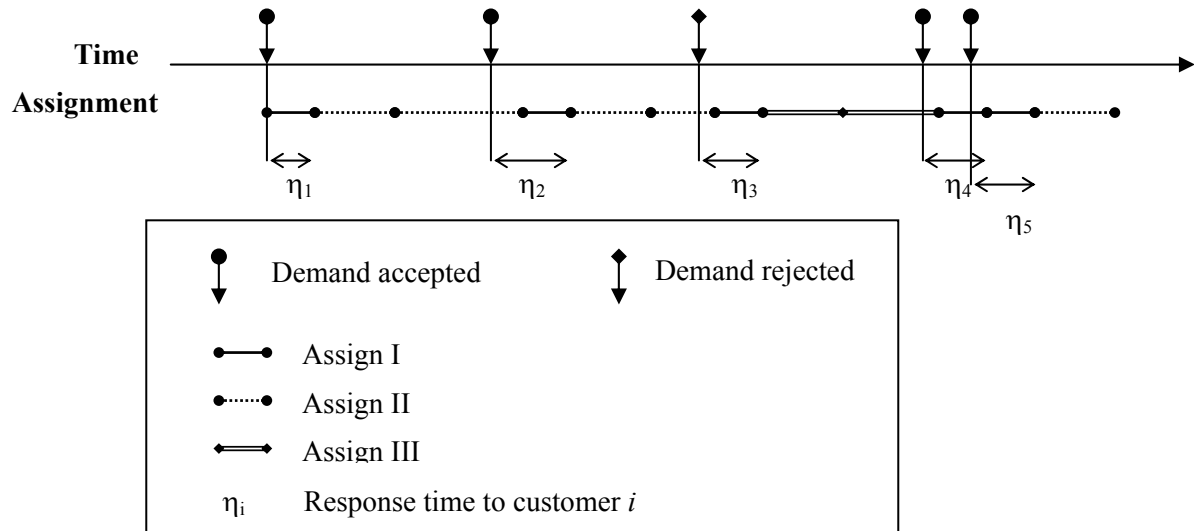 Time
Assignment
η1 η2 η3 η4
η5
Demand accepted Demand rejected
Assign I
Assign II
Assign III
ηi Response time to customer i